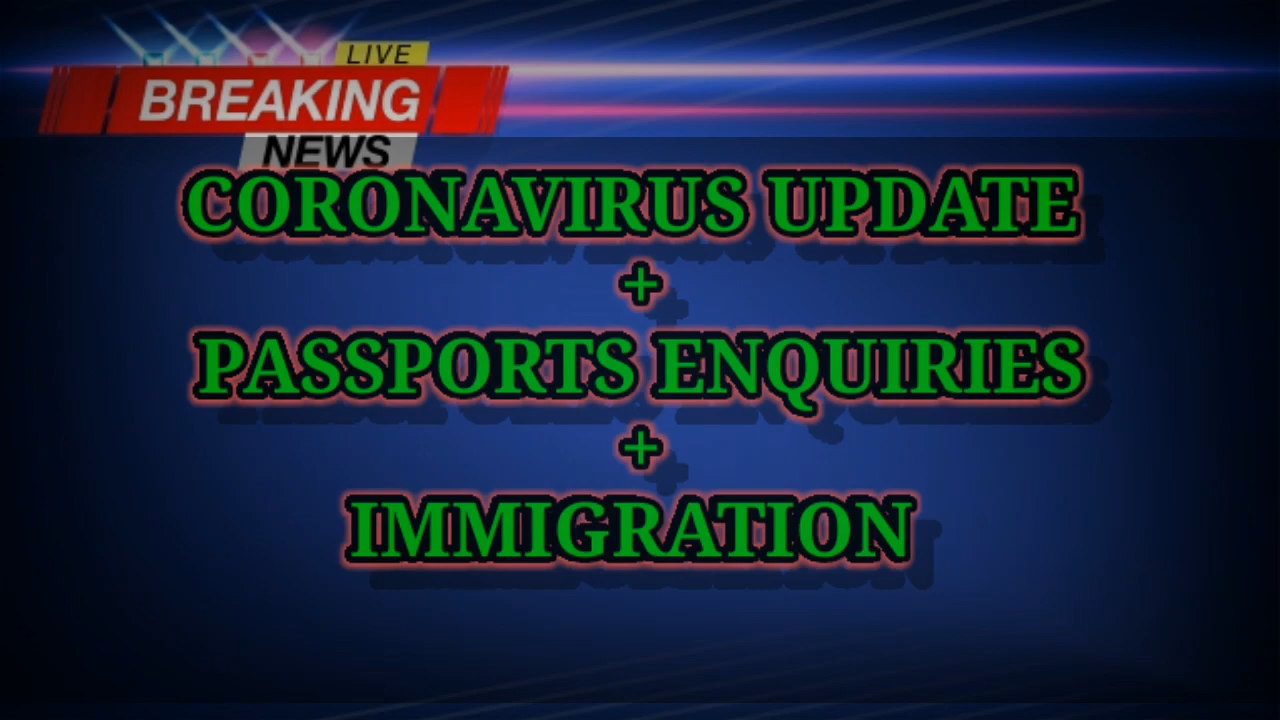 LIVE
BREAKING
NEWS
CORONAVIRUS UPDATE
+
PASSPORTS ENQUIRIES
+
IMMIGRATION